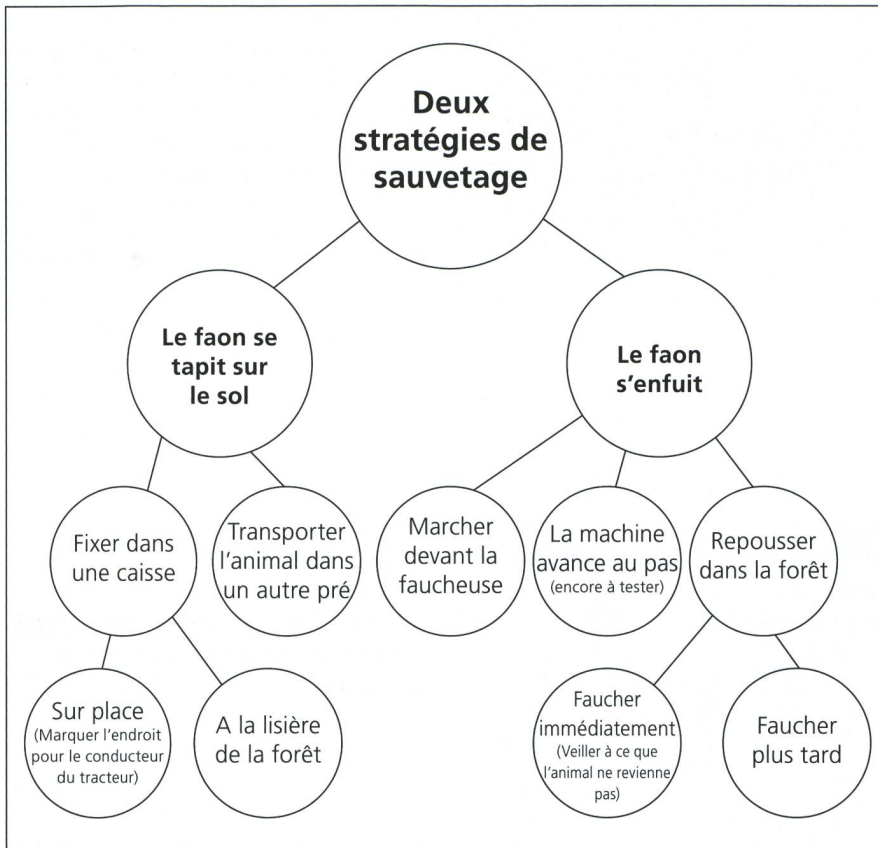 Deux
stratégies de
sauvetage
Le faon se
tapit sur
le sol
Le faon
s'enfuit
Fixer dans
une caisse
Transporter
l'animal dans
un autre pré
Marcher
devant la
faucheuse
La machine
avance au pas
(encore à tester)
Repousser
dans la forêt
Sur place
(Marquer l'endroit
pour le conducteur
du tracteur)
A la lisière
de la forêt
Faucher
immédiatement
(Veiller à ce que
l'animal ne revienne
pas)
Faucher
plus tard